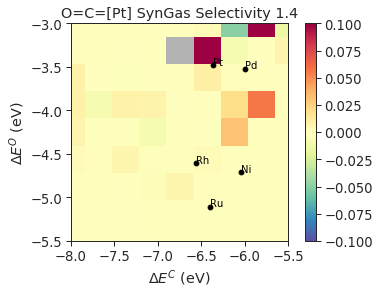 O=C=[Pt] SynGas Selectivity 1.4
−3.0
−3.5
−4.0
−4.5
−5.0
−5.5
ΔE^O (eV)
Pt
Pd
Rh
Ni
Ru
−8.0 −7.5 −7.0 −6.5 −6.0 −5.5
ΔE^C (eV)
0.100
0.075
0.050
0.025
0.000
−0.025
−0.050
−0.075
−0.100